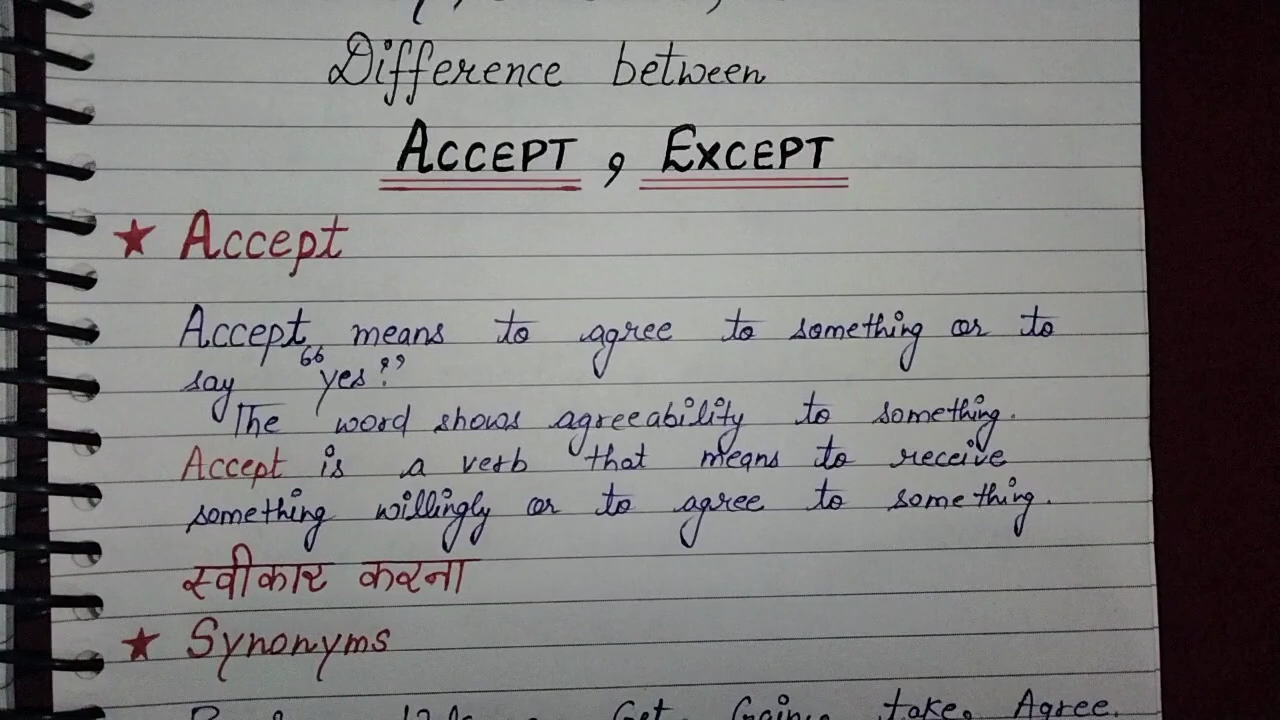 Difference between
ACCEPT , EXCEPT
★ Accept
Accept means to agree to something or to
say “yes”
The word shows agreeability to something.
Accept is a verb that means to receive
something willingly or to agree to something.
स्वीकार करना
★ Synonyms
Get, Gain, take, Agree.